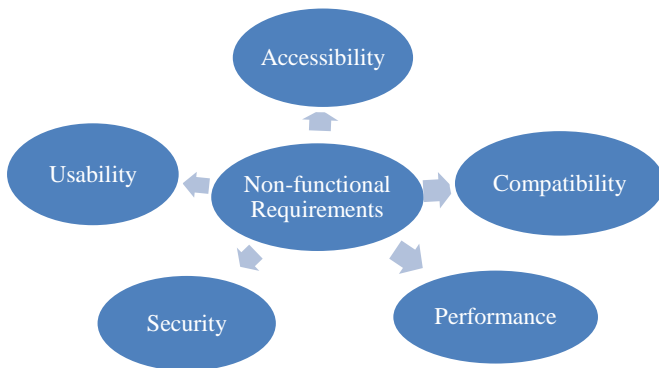 Accessibility
Usability
Non-functional
Requirements
Compatibility
Security
Performance